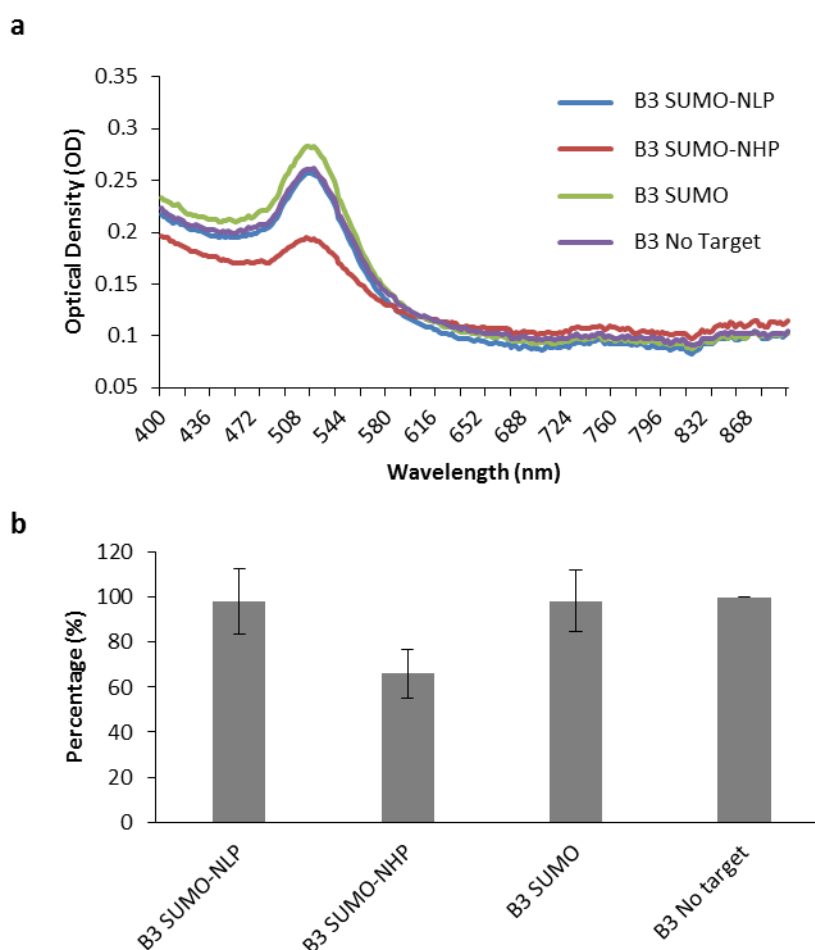 a
0.35
0.3
0.25
0.2
0.15
0.1
0.05
Optical Density (OD)
B3 SUMO-NLP
B3 SUMO-NHP
B3 SUMO
B3 No Target
400
436
472
508
544
580
616
652
688
724
760
796
832
868
Wavelength (nm)
b
120
100
80
60
40
20
0
Percentage (%)
B3 SUMO-NLP
B3 SUMO-NHP
B3 SUMO
B3 No target